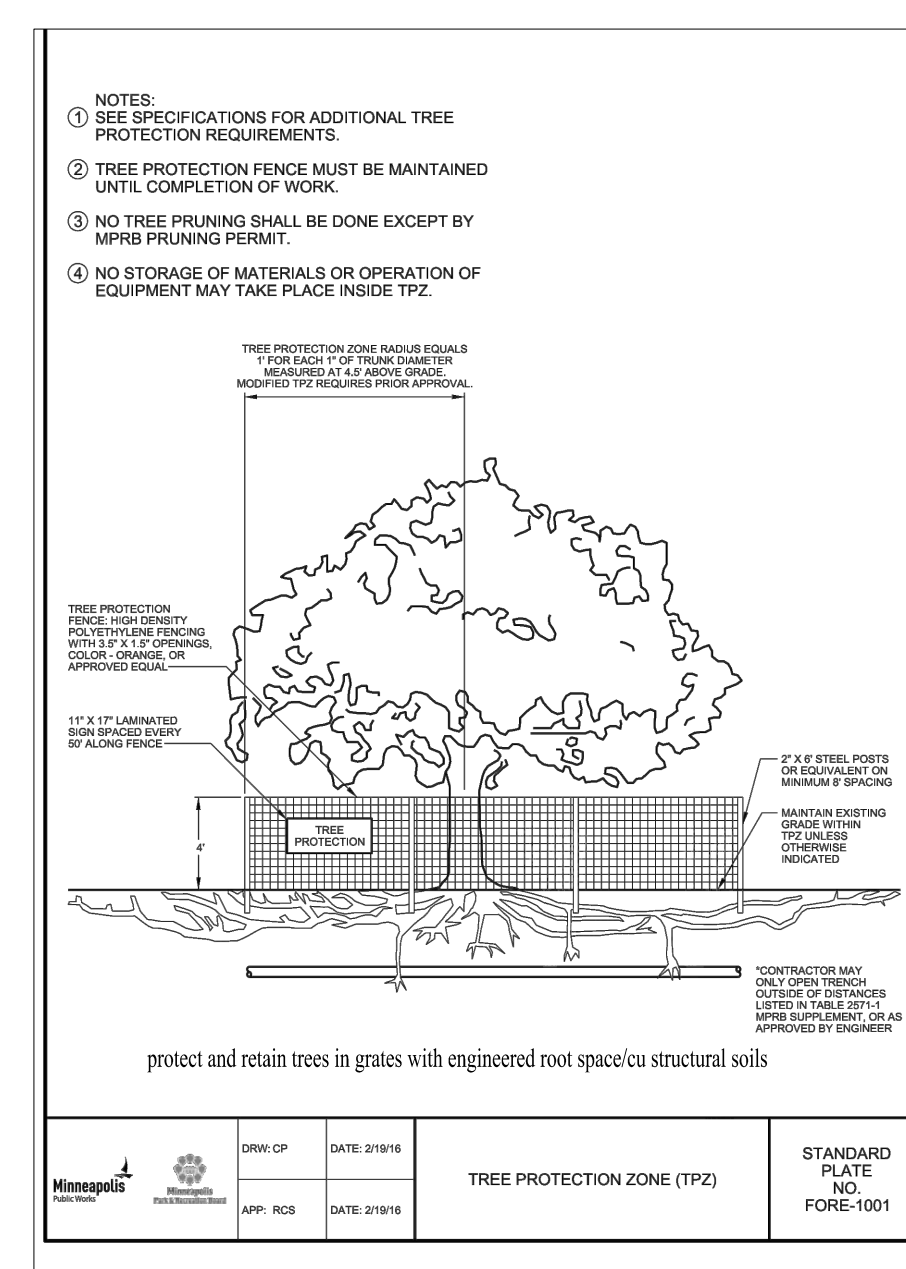 NOTES:
1 SEE SPECIFICATIONS FOR ADDITIONAL TREE
PROTECTION REQUIREMENTS.
2 TREE PROTECTION FENCE MUST BE MAINTAINED
UNTIL COMPLETION OF WORK.
3 NO TREE PRUNING SHALL BE DONE EXCEPT BY
MPRB PRUNING PERMIT.
4 NO STORAGE OF MATERIALS OR OPERATION OF
EQUIPMENT MAY TAKE PLACE INSIDE TPZ.
TREE PROTECTION ZONE RADIUS EQUALS
1' FOR EACH 1" OF TRUNK DIAMETER
MEASURED AT 4.5' ABOVE GRADE.
MODIFIED TPZ REQUIRES PRIOR APPROVAL.
TREE PROTECTION
FENCE: HIGH DENSITY
POLYETHYLENE FENCING
WITH 3.5" X 1.5" OPENINGS,
COLOR - ORANGE, OR
APPROVED EQUAL
11" X 17" LAMINATED
SIGN SPACED EVERY
50' ALONG FENCE
2" X 6' STEEL POSTS
OR EQUIVALENT ON
MINIMUM 8' SPACING
MAINTAIN EXISTING
GRADE WITHIN
TPZ UNLESS
OTHERWISE
INDICATED
4'
TREE
PROTECTION
*CONTRACTOR MAY
ONLY OPEN TRENCH
OUTSIDE OF DISTANCES
LISTED IN TABLE 2571-1
MPRB SUPPLEMENT, OR AS
APPROVED BY ENGINEER
protect and retain trees in grates with engineered root space/cu structural soils
Minneapolis
Public Works
Minneapolis
Park & Recreation Board
DRW: CP
DATE: 2/19/16
APP: RCS
DATE: 2/19/16
TREE PROTECTION ZONE (TPZ)
STANDARD
PLATE
NO.
FORE-1001